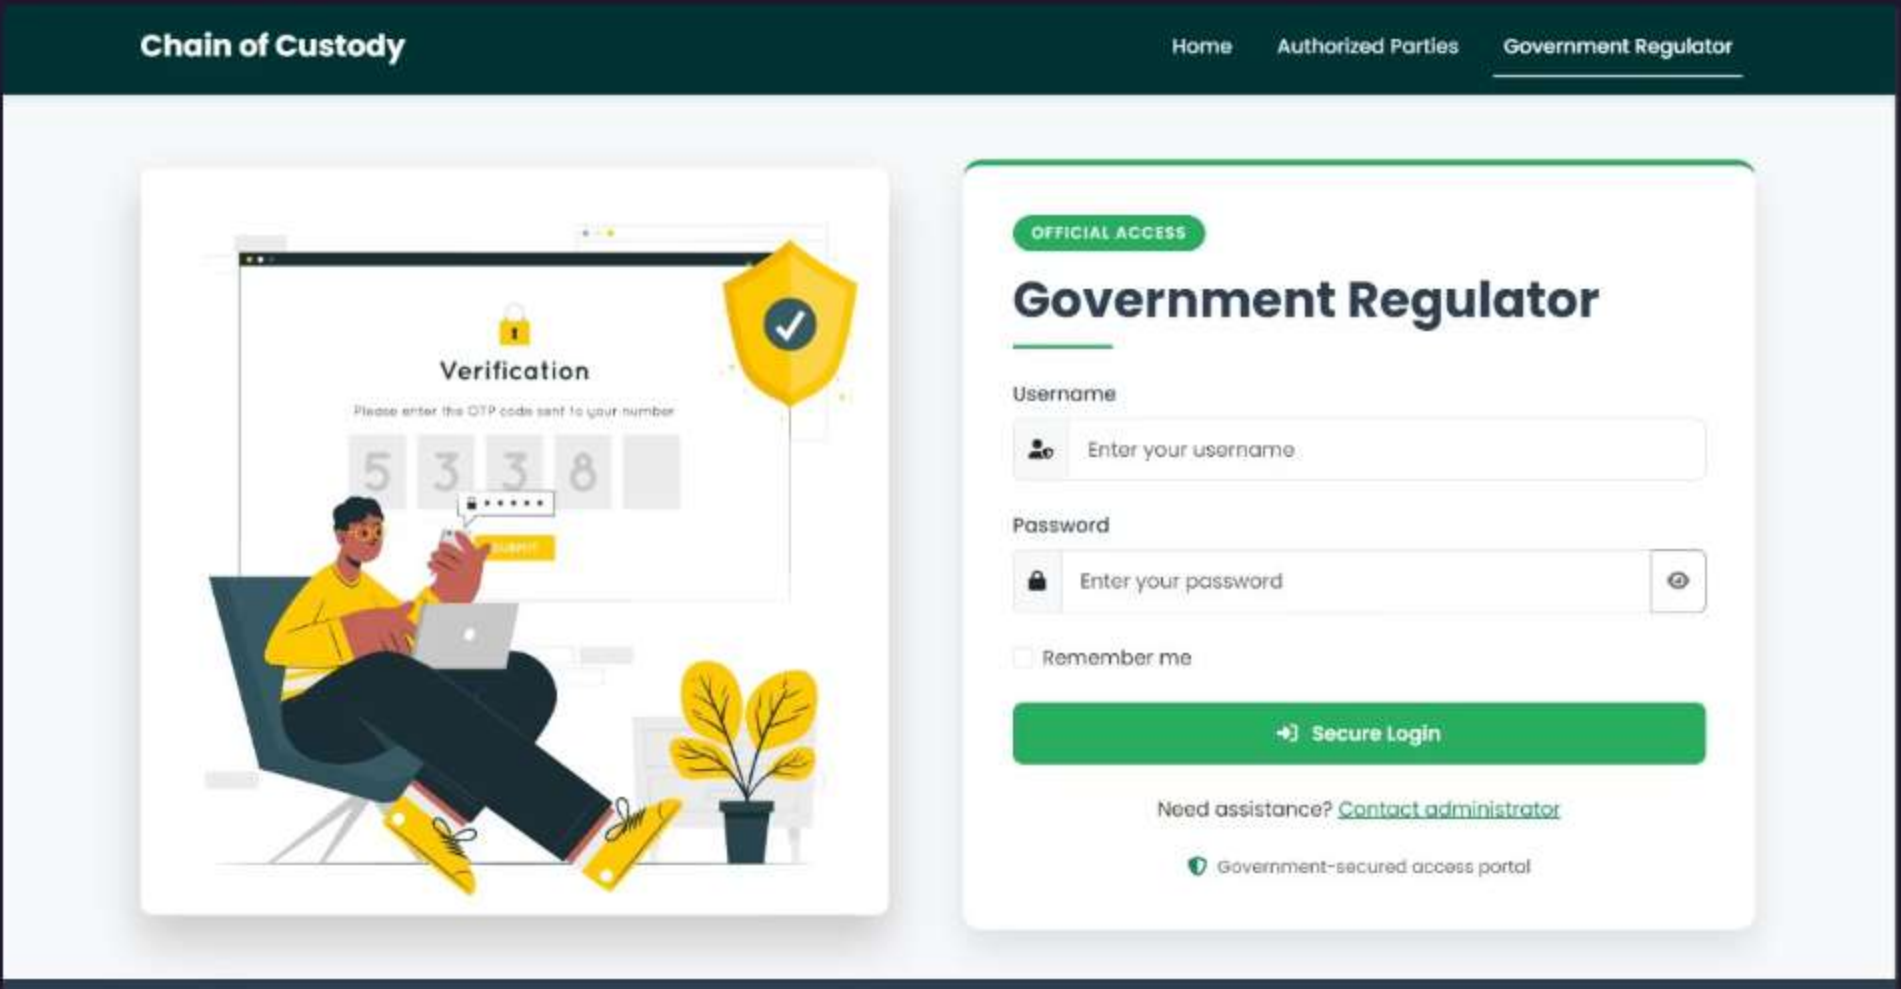 Chain of Custody
Home
Authorized Parties
Government Regulator
Verification
Please enter the OTP code sent to your number
5 3 3 8
SUBMIT
OFFICIAL ACCESS
Government Regulator
Username
Enter your username
Password
Enter your password
Remember me
Secure Login
Need assistance? Contact administrator
Government-secured access portal